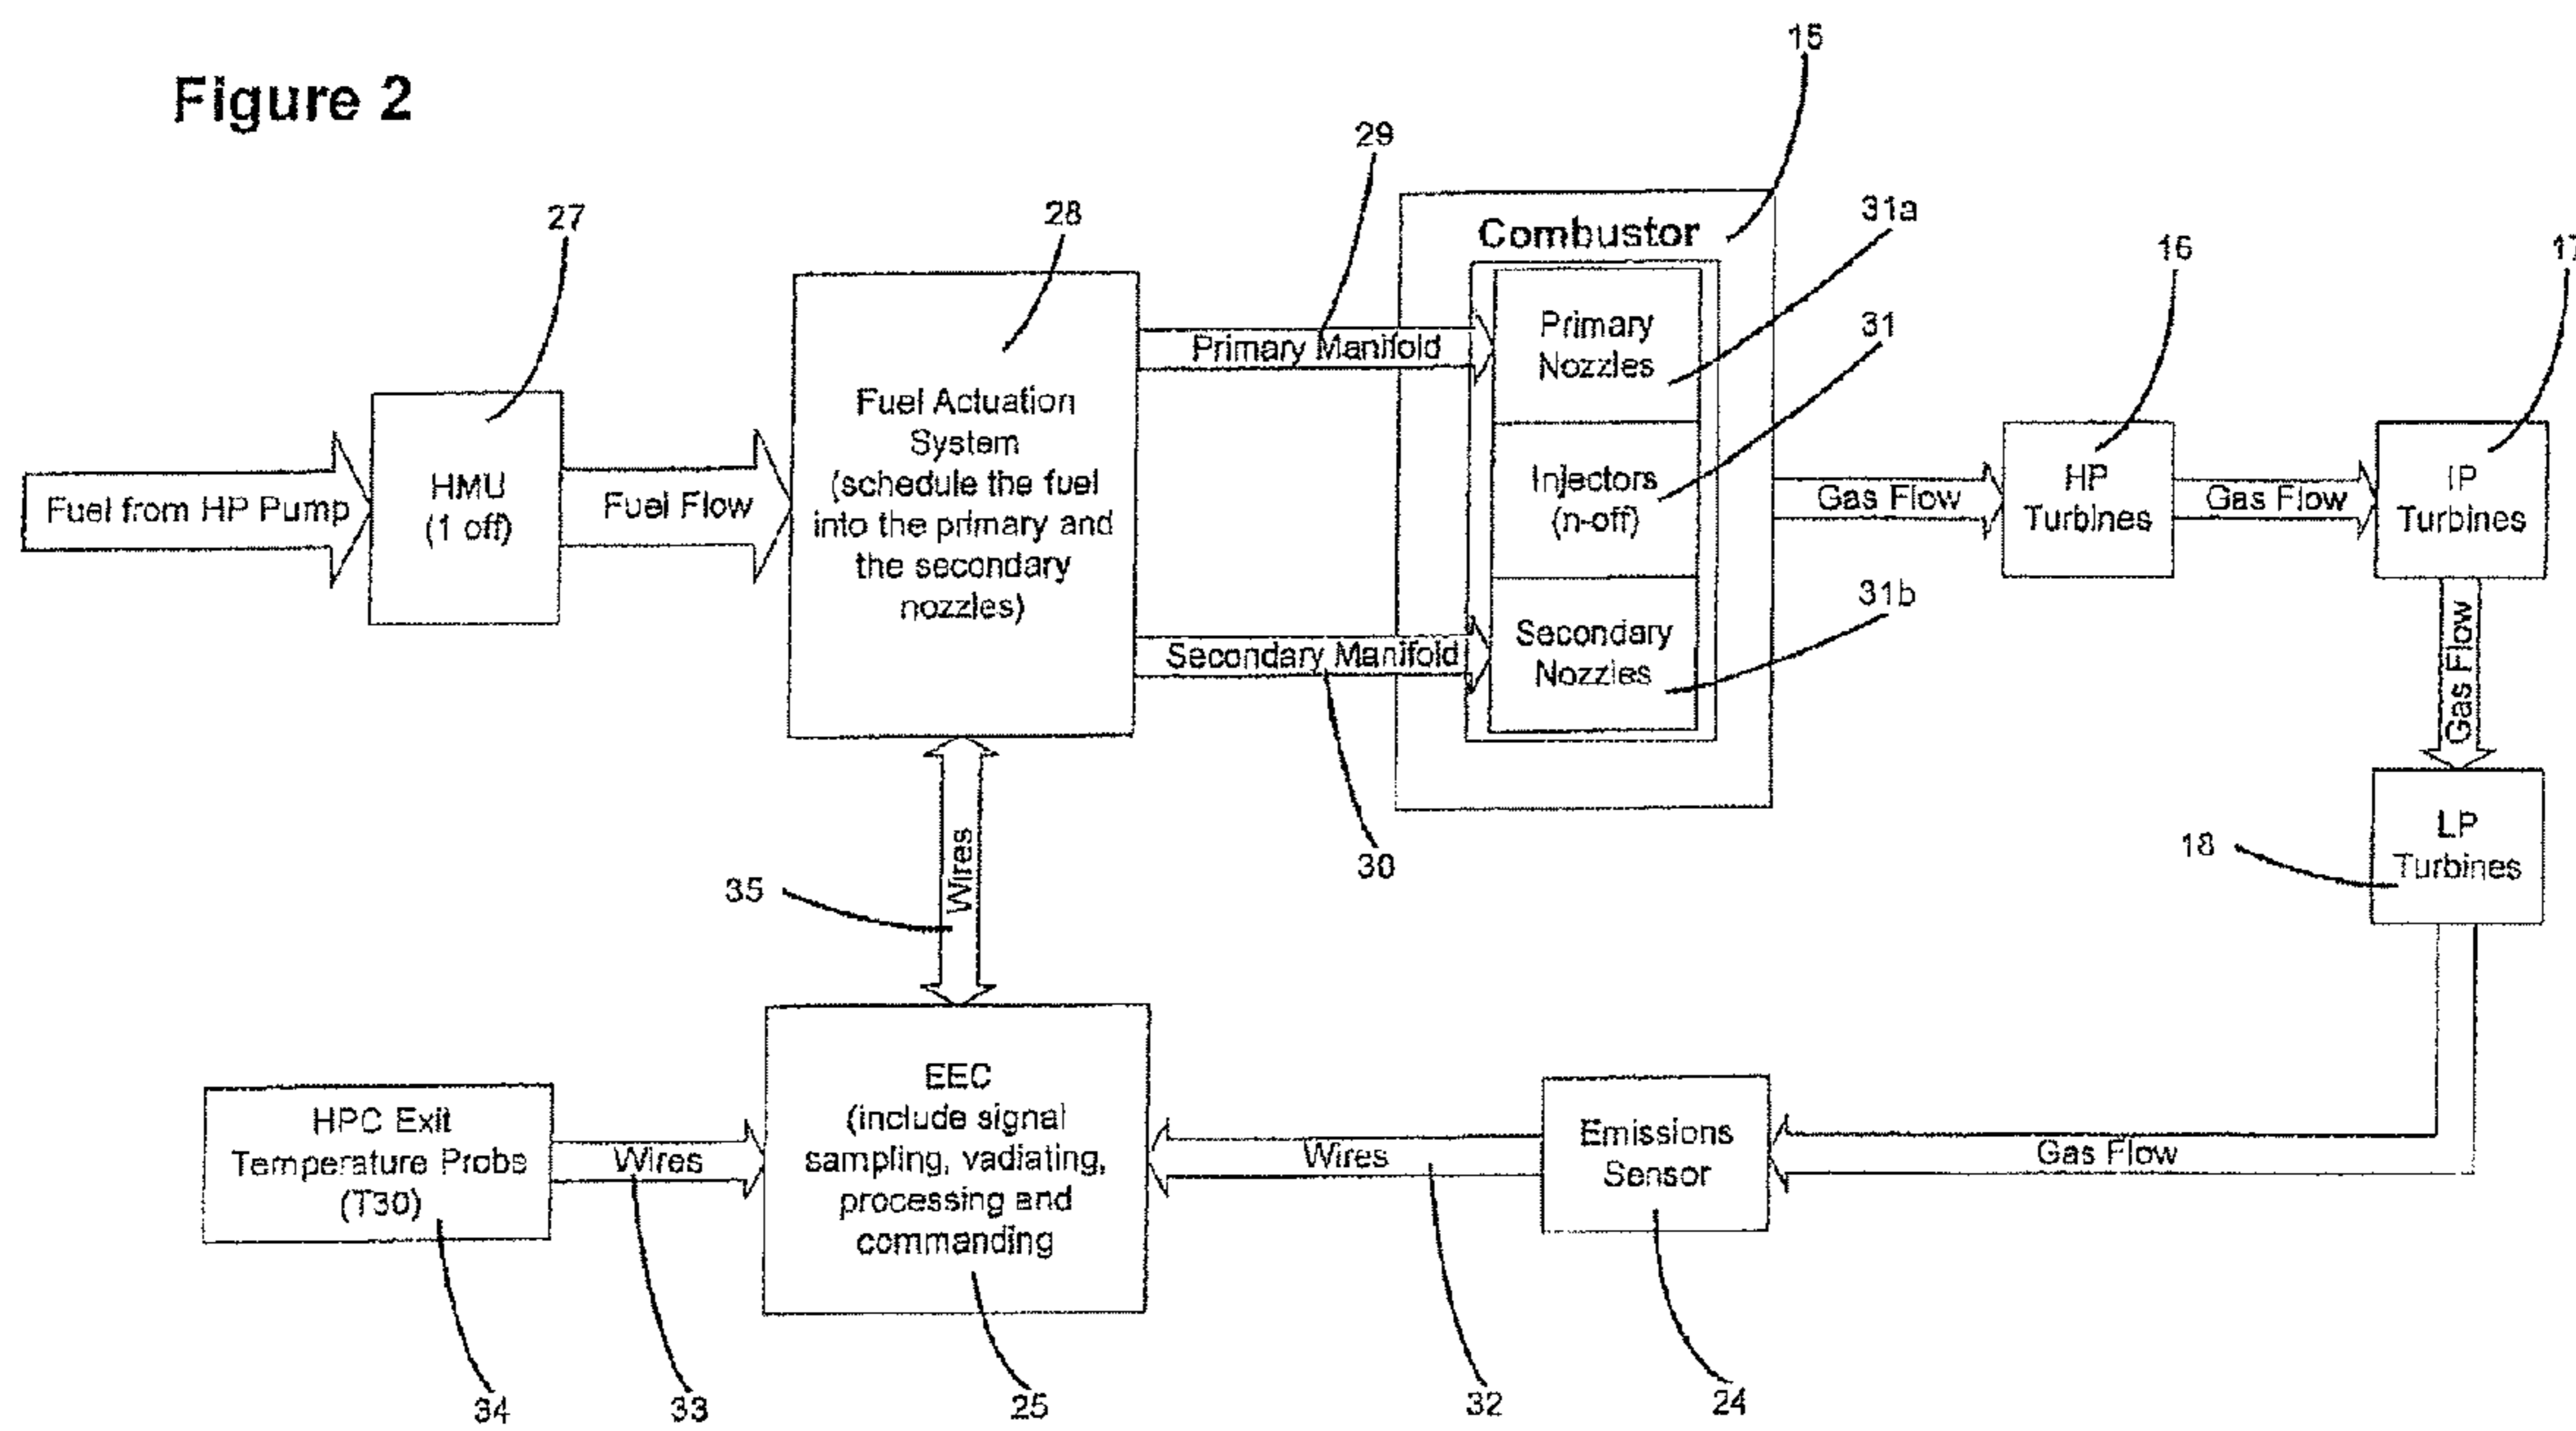 Figure 2
15
29
27
28
31a
16
17
Combustor
Primary
Nozzles
31
Primary Manifold
Fuel Actuation
System
(schedule the fuel
into the primary and
the secondary
nozzles)
HMU
(1 off)
Fuel from HP Pump
Fuel Flow
Injectors
(n-off)
Gas Flow
HP
Turbines
Gas Flow
IP
Turbines
31b
Secondary
Nozzles
Secondary Manifold
Gas Flow
LP
Turbines
18
30
35
Wires
EEC
(include signal
sampling, vadiating,
processing and
commanding
HPC Exit
Temperature Probe
(T30)
Wires
Wires
Emissions
Sensor
Gas Flow
34
33
25
32
24